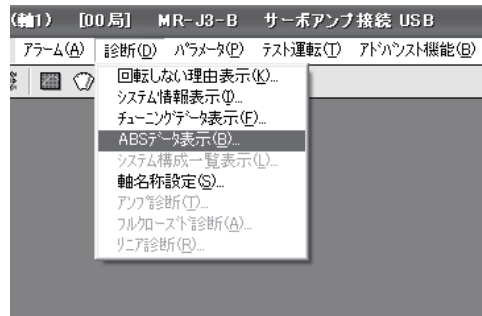 (軸1) [00局] MR-J3-B サーボアンプ接続 USB
アラーム(A) 診断(D) パラメータ(P) テスト運転(T) アドバンスト機能(B)
回転しない理由表示(K)...
システム情報表示(I)...
チューニングデータ表示(F)...
ABSデータ表示(B)...
システム構成一覧表示(L)...
軸名称設定(S)...
アンプ診断(T)...
フルクローズド診断(A)...
リニア診断(R)...